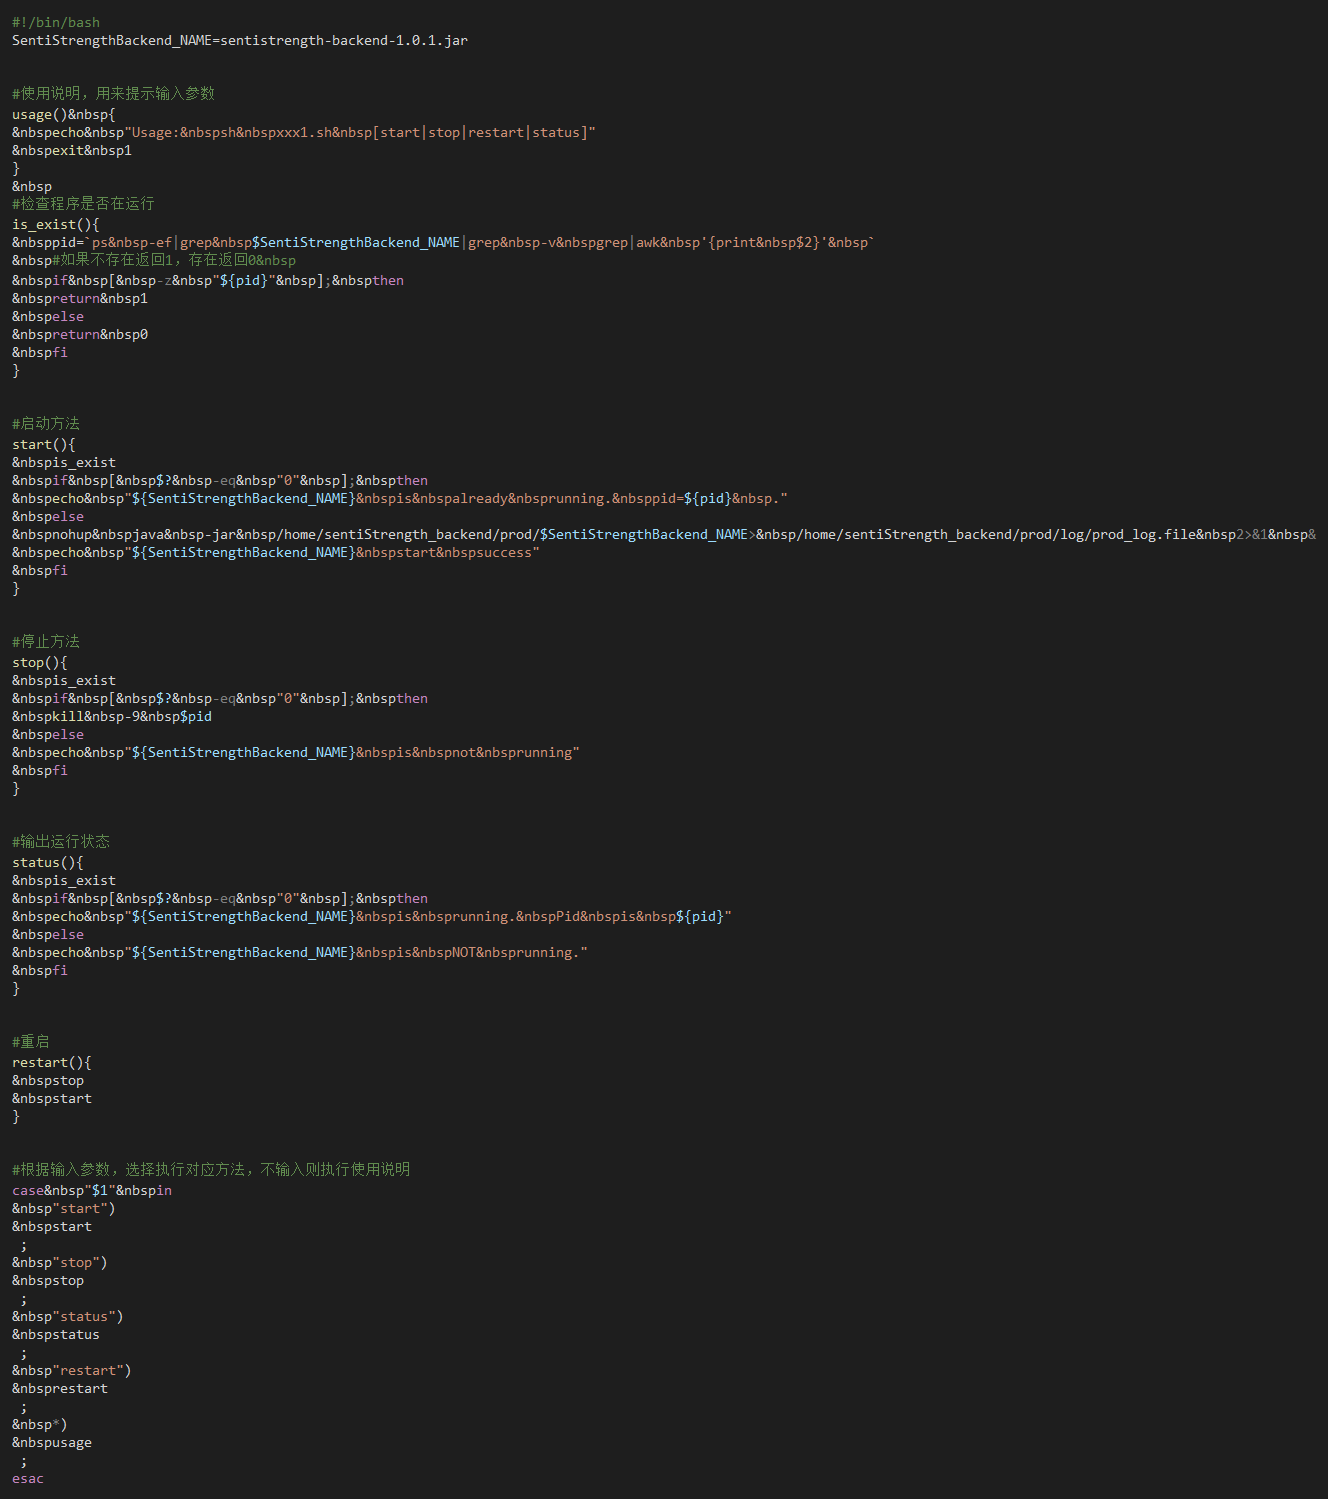 #!/bin/bash
SentiStrengthBackend_NAME=sentistrength-backend-1.0.1.jar
#使用说明，用来提示输入参数
usage()&nbsp{
&nbspecho&nbsp"Usage:&nbspsh&nbspxxx1.sh&nbsp[start|stop|restart|status]"
&nbspexit&nbsp1
}
&nbsp
#检查程序是否在运行
is_exist(){
&nbsppid=`ps&nbsp-ef|grep&nbsp$SentiStrengthBackend_NAME|grep&nbsp-v&nbspgrep|awk&nbsp'{print&nbsp$2}'&nbsp`
&nbsp#如果不存在返回1，存在返回0&nbsp
&nbspif&nbsp[&nbsp-z&nbsp"${pid}"&nbsp];&nbspthen
&nbspreturn&nbsp1
&nbspelse
&nbspreturn&nbsp0
&nbspfi
}
#启动方法
start(){
&nbspis_exist
&nbspif&nbsp[&nbsp$?&nbsp-eq&nbsp"0"&nbsp];&nbspthen
&nbspecho&nbsp"${SentiStrengthBackend_NAME}&nbspis&nbspalready&nbsprunning.&nbsppid=${pid}&nbsp."
&nbspelse
&nbspnohup&nbspjava&nbsp-jar&nbsp/home/sentiStrength_backend/prod/$SentiStrengthBackend_NAME>&nbsp/home/sentiStrength_backend/prod/log/prod_log.file&nbsp2>&1&nbsp&
&nbspecho&nbsp"${SentiStrengthBackend_NAME}&nbspstart&nbspsuccess"
&nbspfi
}
#停止方法
stop(){
&nbspis_exist
&nbspif&nbsp[&nbsp$?&nbsp-eq&nbsp"0"&nbsp];&nbspthen
&nbspkill&nbsp-9&nbsp$pid
&nbspelse
&nbspecho&nbsp"${SentiStrengthBackend_NAME}&nbspis&nbspnot&nbsprunning"
&nbspfi
}
#输出运行状态
status(){
&nbspis_exist
&nbspif&nbsp[&nbsp$?&nbsp-eq&nbsp"0"&nbsp];&nbspthen
&nbspecho&nbsp"${SentiStrengthBackend_NAME}&nbspis&nbsprunning.&nbspPid&nbspis&nbsp${pid}"
&nbspelse
&nbspecho&nbsp"${SentiStrengthBackend_NAME}&nbspis&nbspNOT&nbsprunning."
&nbspfi
}
#重启
restart(){
&nbspstop
&nbspstart
}
#根据输入参数，选择执行对应方法，不输入则执行使用说明
case&nbsp"$1"&nbspin
&nbsp"start")
&nbspstart
;
&nbsp"stop")
&nbspstop
;
&nbsp"status")
&nbspstatus
;
&nbsp"restart")
&nbsprestart
;
&nbsp*)
&nbspusage
;
esac